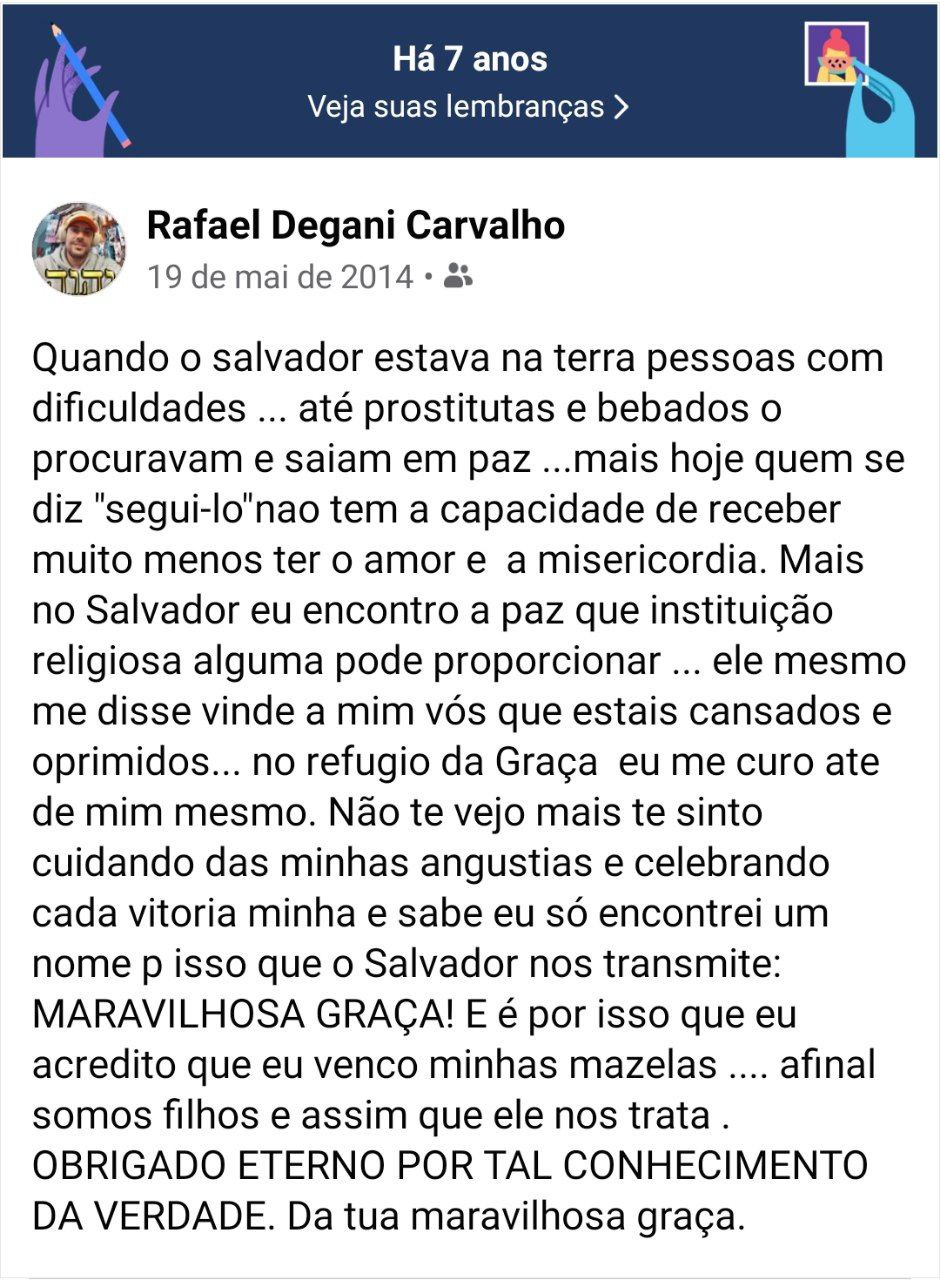 Há 7 anos
Veja suas lembranças >
Rafael Degani Carvalho
19 de mai de 2014 •
יהוה
Quando o salvador estava na terra pessoas com
dificuldades ... até prostitutas e bebados o
procuravam e saiam em paz ...mais hoje quem se
diz "segui-lo"nao tem a capacidade de receber
muito menos ter o amor e  a misericordia. Mais
no Salvador eu encontro a paz que instituição
religiosa alguma pode proporcionar ... ele mesmo
me disse vinde a mim vós que estais cansados e
oprimidos... no refugio da Graça  eu me curo ate
de mim mesmo. Não te vejo mais te sinto
cuidando das minhas angustias e celebrando
cada vitoria minha e sabe eu só encontrei um
nome p isso que o Salvador nos transmite:
MARAVILHOSA GRAÇA! E é por isso que eu
acredito que eu venco minhas mazelas .... afinal
somos filhos e assim que ele nos trata .
OBRIGADO ETERNO POR TAL CONHECIMENTO
DA VERDADE. Da tua maravilhosa graça.